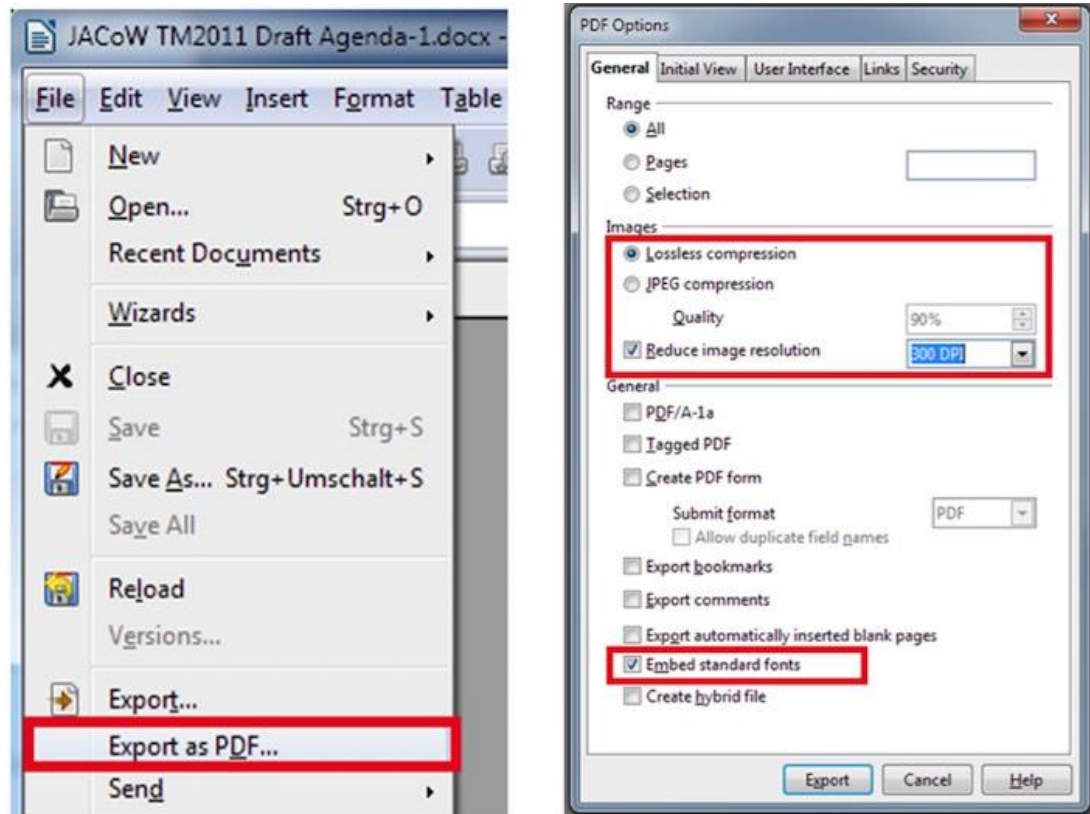 JACoW TM2011 Draft Agenda-1.docx -
File Edit View Insert Format Table
New
Open... Strg+O
Recent Documents
Wizards
Close
Save Strg+S
Save As... Strg+Umschalt+S
Save All
Reload
Versions...
Export...
Export as PDF...
Send
PDF Options
General Initial View User Interface Links Security
Range
All
Pages
Selection
Images
Lossless compression
JPEG compression
Quality 90%
Reduce image resolution 300 DPI
General
PDF/A-1a
Tagged PDF
Create PDF form
Submit format PDF
Allow duplicate field names
Export bookmarks
Export comments
Export automatically inserted blank pages
Embed standard fonts
Create hybrid file
Export Cancel Help